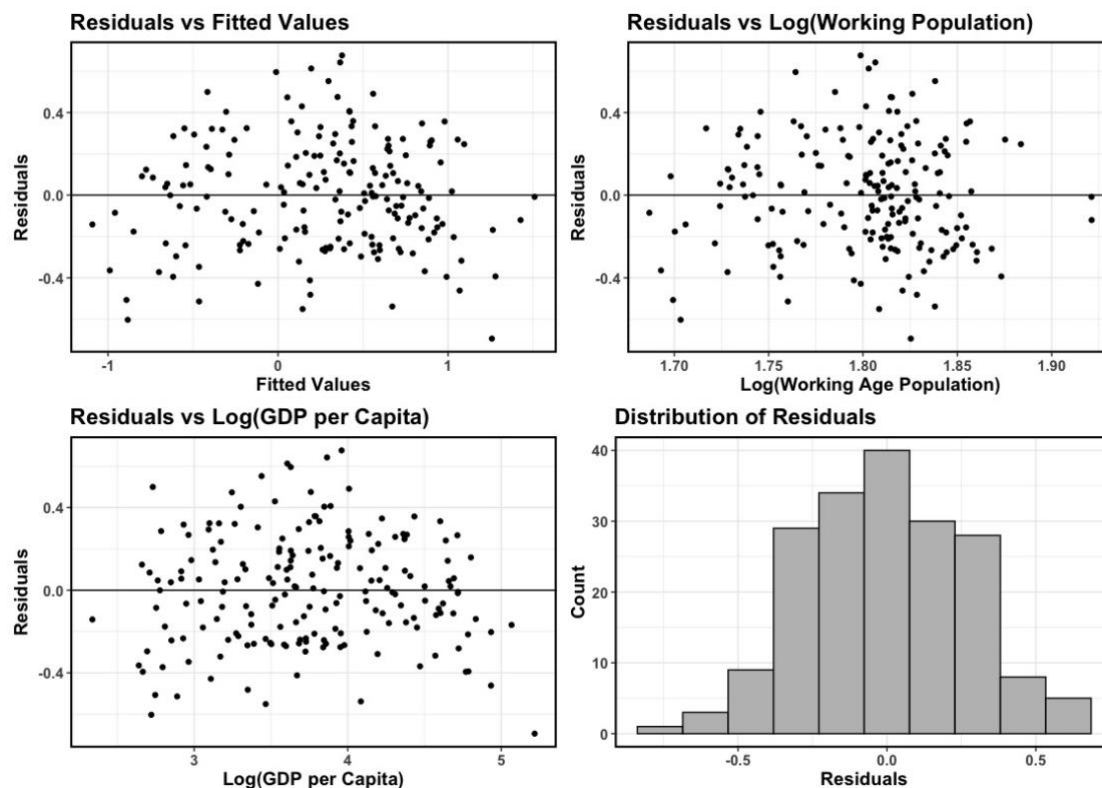 Residuals vs Fitted Values
Residuals
0.4
0.0
-0.4
-1
0
1
Fitted Values
Residuals vs Log(Working Population)
Residuals
0.4
0.0
-0.4
1.70
1.75
1.80
1.85
1.90
Log(Working Age Population)
Residuals vs Log(GDP per Capita)
Residuals
0.4
0.0
-0.4
3
4
5
Log(GDP per Capita)
Distribution of Residuals
Count
40
30
20
10
0
-0.5
0.0
0.5
Residuals